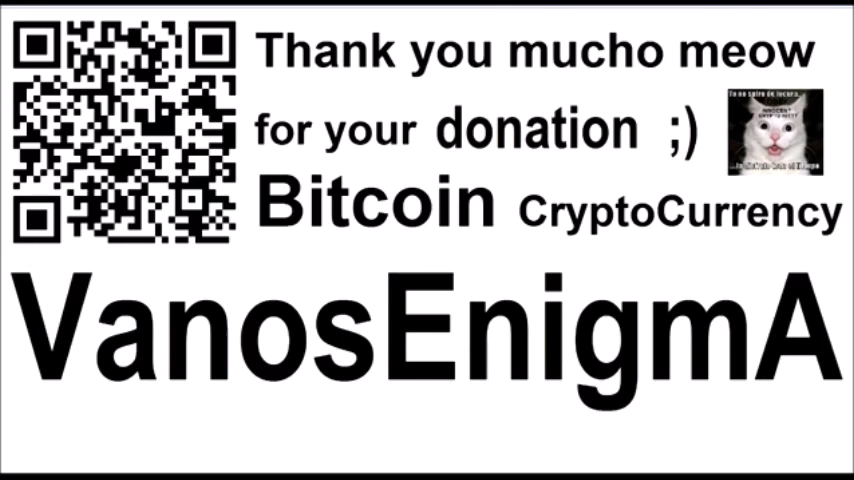 Thank you mucho meow
for your donation ;)
Bitcoin CryptoCurrency
VanosEnigmA